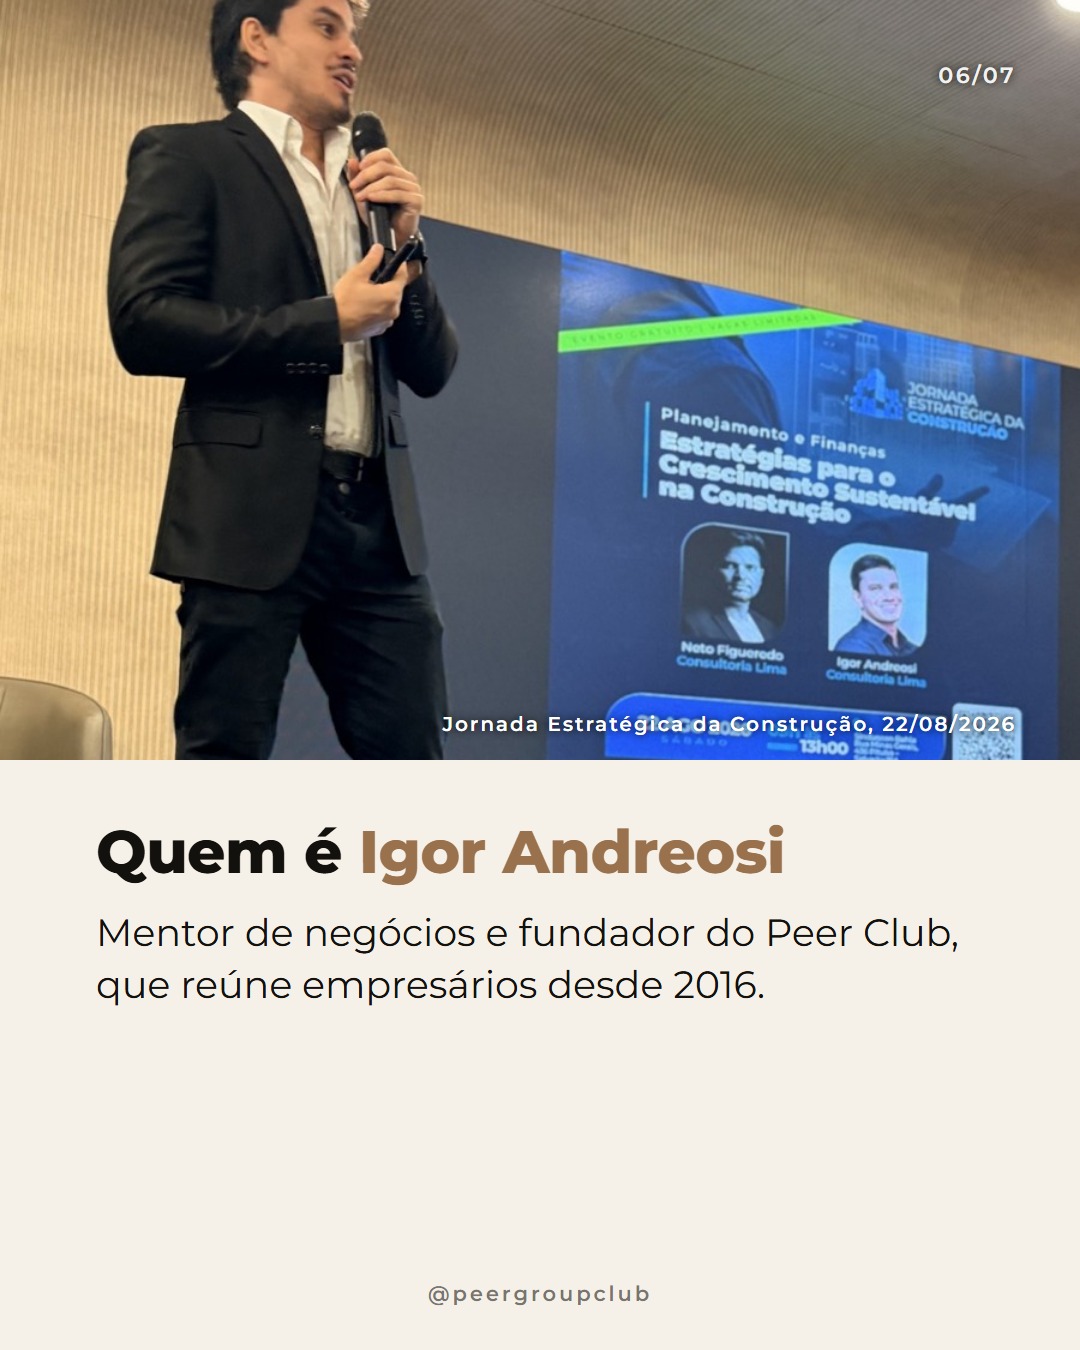 06/07
EVENTO GRATUITO E VAGAS LIMITADAS
JORNADA
ESTRATÉGICA DA
CONSTRUÇÃO
Planejamento e Finanças
Estratégias para o
Crescimento Sustentável
na Construção
Neto Figueredo
Consultoria Lima
Igor Andreosi
Consultoria Lima
Jornada Estratégica da Construção, 22/08/2026
SÁBADO
13h00
Quem é Igor Andreosi
Mentor de negócios e fundador do Peer Club,
que reúne empresários desde 2016.
@peergroupclub